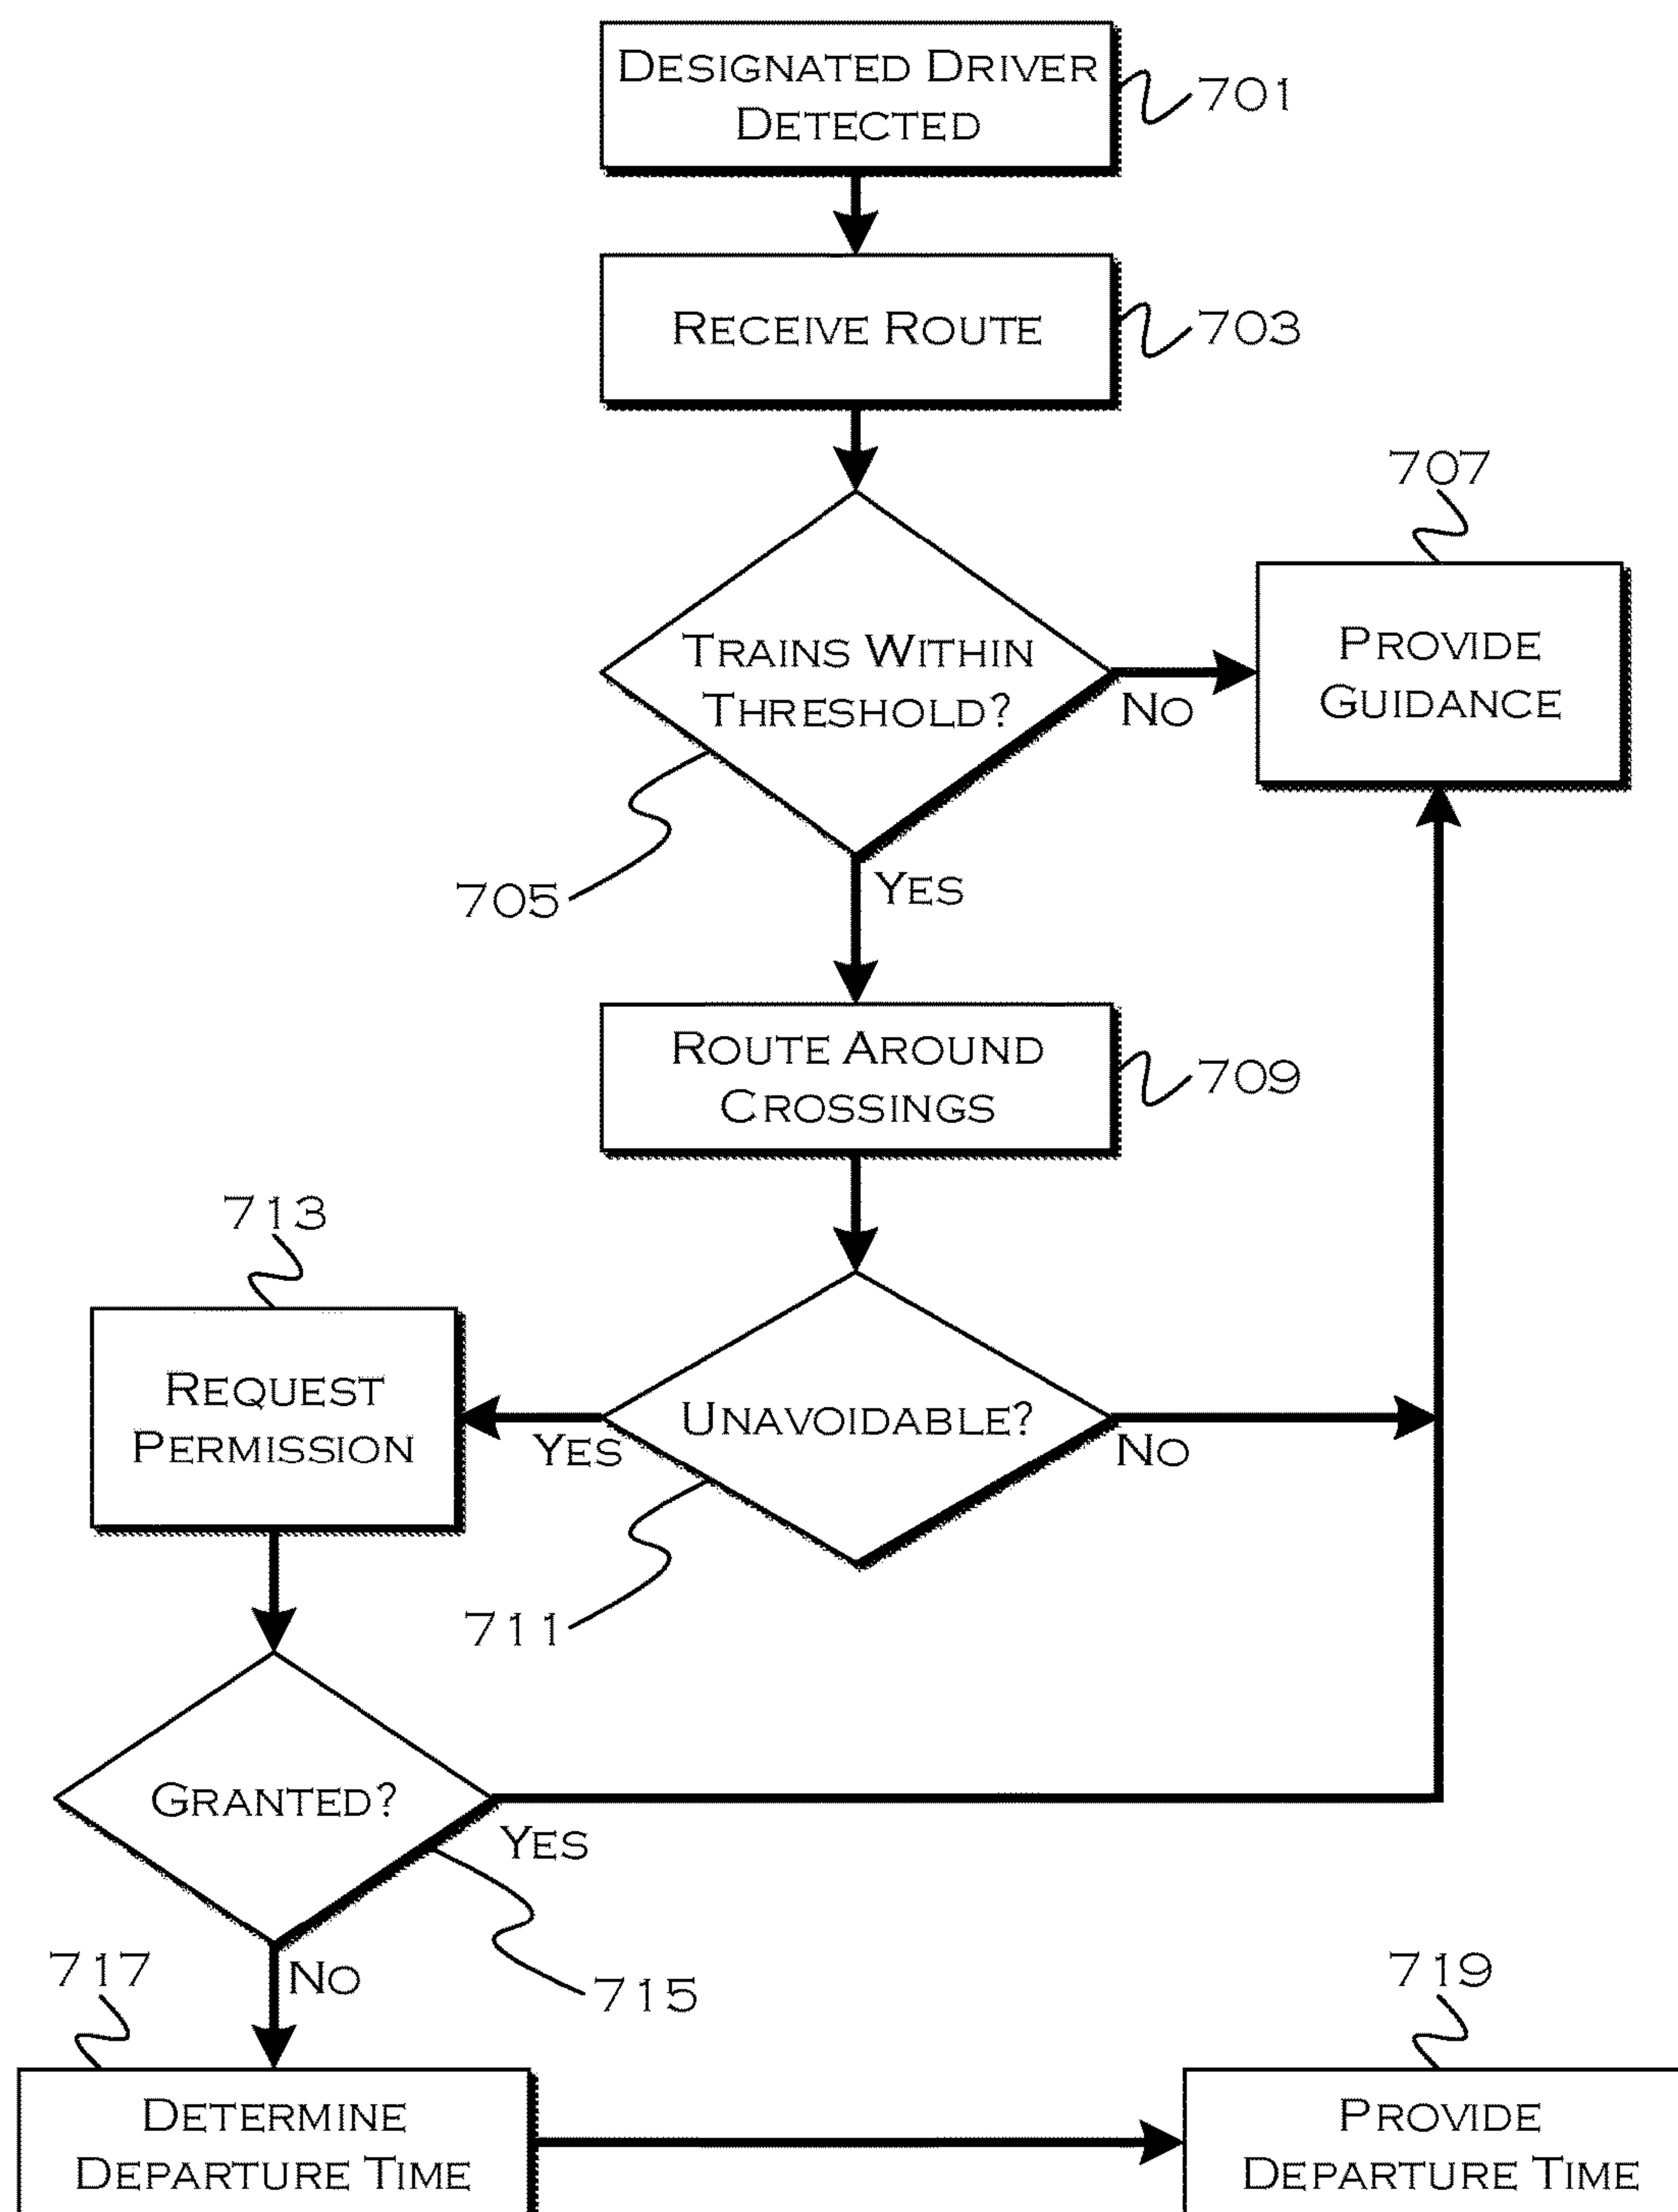 DESIGNATED DRIVER
DETECTED
701
RECEIVE ROUTE
703
707
TRAINS WITHIN
THRESHOLD?
NO
PROVIDE
GUIDANCE
705
YES
ROUTE AROUND
CROSSINGS
709
713
REQUEST
PERMISSION
YES
UNAVOIDABLE?
NO
711
GRANTED?
YES
715
NO
717
719
DETERMINE
DEPARTURE TIME
PROVIDE
DEPARTURE TIME